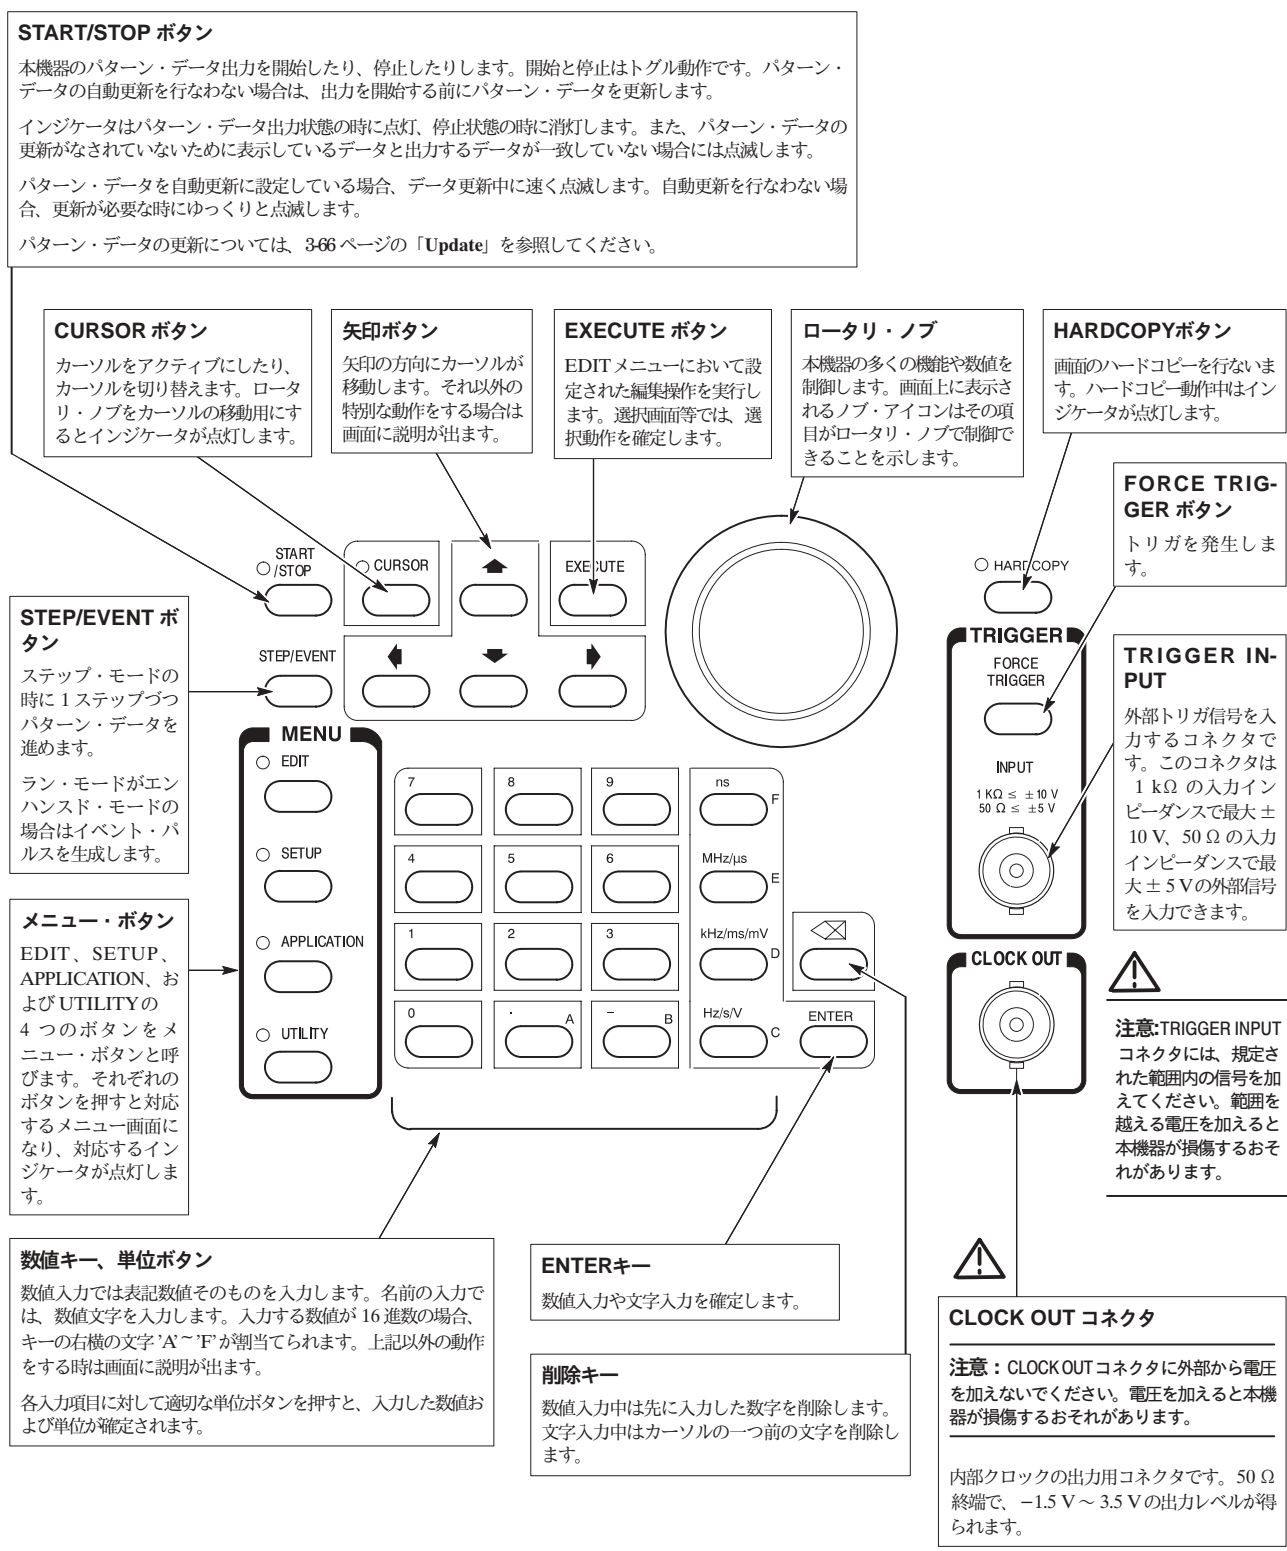 START/STOP ボタン
本機器のパターン・データ出力を開始したり、停止したりします。開始と停止はトグル動作です。パターン・
データの自動更新を行なわない場合は、出力を開始する前にパターン・データを更新します。
インジケータはパターン・データ出力状態の時に点灯、停止状態の時に消灯します。また、パターン・データの
更新がなされていないために表示しているデータと出力するデータが一致していない場合には点滅します。
パターン・データを自動更新に設定している場合、データ更新中に速く点滅します。自動更新を行なわない場
合、更新が必要な時にゆっくりと点滅します。
パターン・データの更新については、3-66 ページの「Update」を参照してください。
CURSOR ボタン
カーソルをアクティブにしたり、
カーソルを切り替えます。ロータ
リ・ノブをカーソルの移動用にす
るとインジケータが点灯します。
矢印ボタン
矢印の方向にカーソルが
移動します。それ以外の
特別な動作をする場合は
画面に説明が出ます。
EXECUTE ボタン
EDITメニューにおいて設
定された編集操作を実行し
ます。選択画面等では、選
択動作を確定します。
ロータリ・ノブ
本機器の多くの機能や数値を
制御します。画面上に表示さ
れるノブ・アイコンはその項
目がロータリ・ノブで制御で
きることを示します。
HARDCOPYボタン
画面のハードコピーを行ないま
す。ハードコピー動作中はイン
ジケータが点灯します。
FORCE TRIG-
GER ボタン
トリガを発生しま
す。
START
/STOP
CURSOR
EXECUTE
HARDCOPY
STEP/EVENT ボ
タン
ステップ・モードの
時に 1 ステップづつ
パターン・データを
進めます。
ラン・モードがエン
ハンスド・モードの
場合はイベント・パ
ルスを生成します。
STEP/EVENT
TRIGGER
FORCE
TRIGGER
INPUT
1 KΩ ≤ ±10 V
50 Ω ≤ ±5 V
TRIGGER IN-
PUT
外部トリガ信号を入
力するコネクタで
す。このコネクタは
1 kΩ の入力イン
ピーダンスで最大 ±
10 V、50 Ω の入力
インピーダンスで最
大 ± 5 Vの外部信号
を入力できます。
MENU
EDIT
SETUP
APPLICATION
UTILITY
7
8
9
ns
F
4
5
6
MHz/µs
E
1
2
3
kHz/ms/mV
D
0
.
A
−
B
Hz/s/V
C
ENTER
メニュー・ボタン
EDIT、SETUP、
APPLICATION、お
よびUTILITYの
4 つのボタンをメ
ニュー・ボタンと呼
びます。それぞれの
ボタンを押すと対応
するメニュー画面に
なり、対応するイン
ジケータが点灯しま
す。
CLOCK OUT
注意:TRIGGER INPUT
コネクタには、規定さ
れた範囲内の信号を加
えてください。範囲を
越える電圧を加えると
本機器が損傷するおそ
れがあります。
数値キー、単位ボタン
数値入力では表記数値そのものを入力します。名前の入力で
は、数値文字を入力します。入力する数値が 16 進数の場合、
キーの右横の文字 'A'~'F' が割当てられます。上記以外の動作
をする時は画面に説明が出ます。
各入力項目に対して適切な単位ボタンを押すと、入力した数値お
よび単位が確定されます。
ENTERキー
数値入力や文字入力を確定します。
削除キー
数値入力中は先に入力した数字を削除します。
文字入力中はカーソルの一つ前の文字を削除し
ます。
CLOCK OUT コネクタ
注意：CLOCK OUT コネクタに外部から電圧
を加えないでください。電圧を加えると本機
器が損傷するおそれがあります。
内部クロックの出力用コネクタです。50 Ω
終端で、−1.5 V～ 3.5 Vの出力レベルが得
られます。